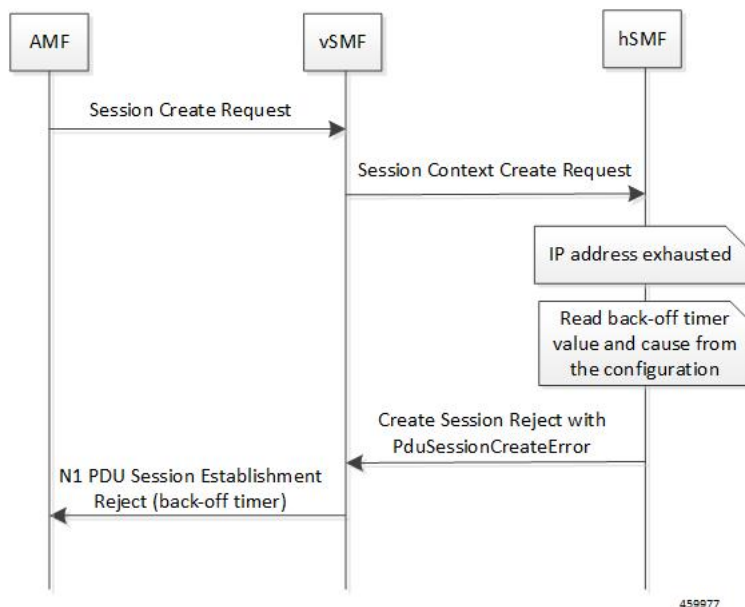 AMF
vSMF
hSMF
Session Create Request
Session Context Create Request
IP address exhausted
Read back-off timer
value and cause from
the configuration
Create Session Reject with
PduSessionCreateError
N1 PDU Session Establishment
Reject (back-off timer)
459977